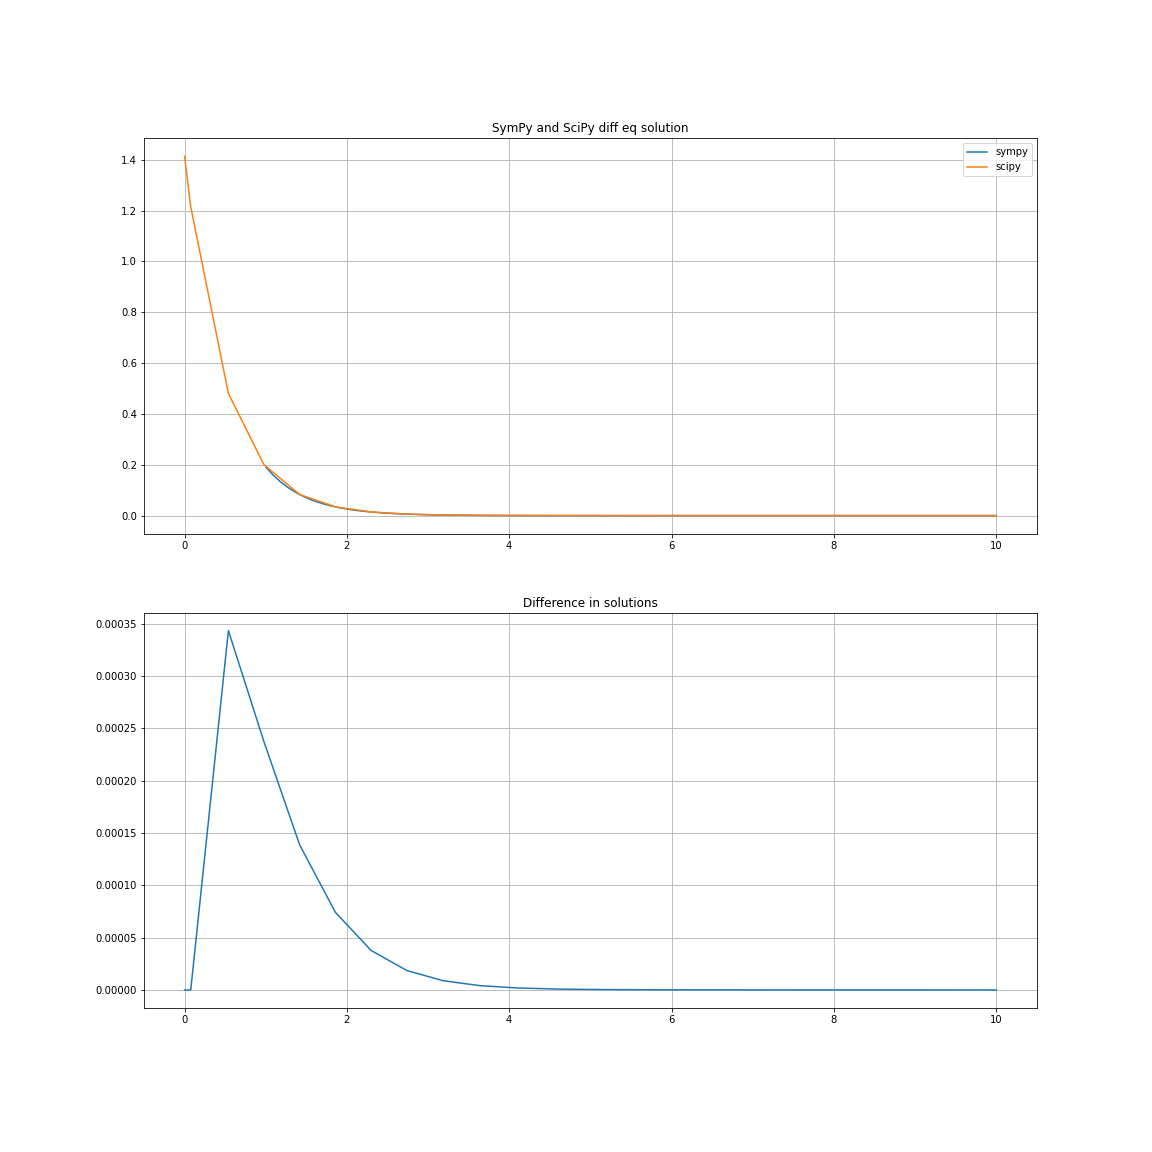 SymPy and SciPy diff eq solution
sympy
scipy
1.4
1.2
1.0
0.8
0.6
0.4
0.2
0.0
0 2 4 6 8 10
Difference in solutions
0.00035
0.00030
0.00025
0.00020
0.00015
0.00010
0.00005
0.00000
0 2 4 6 8 10